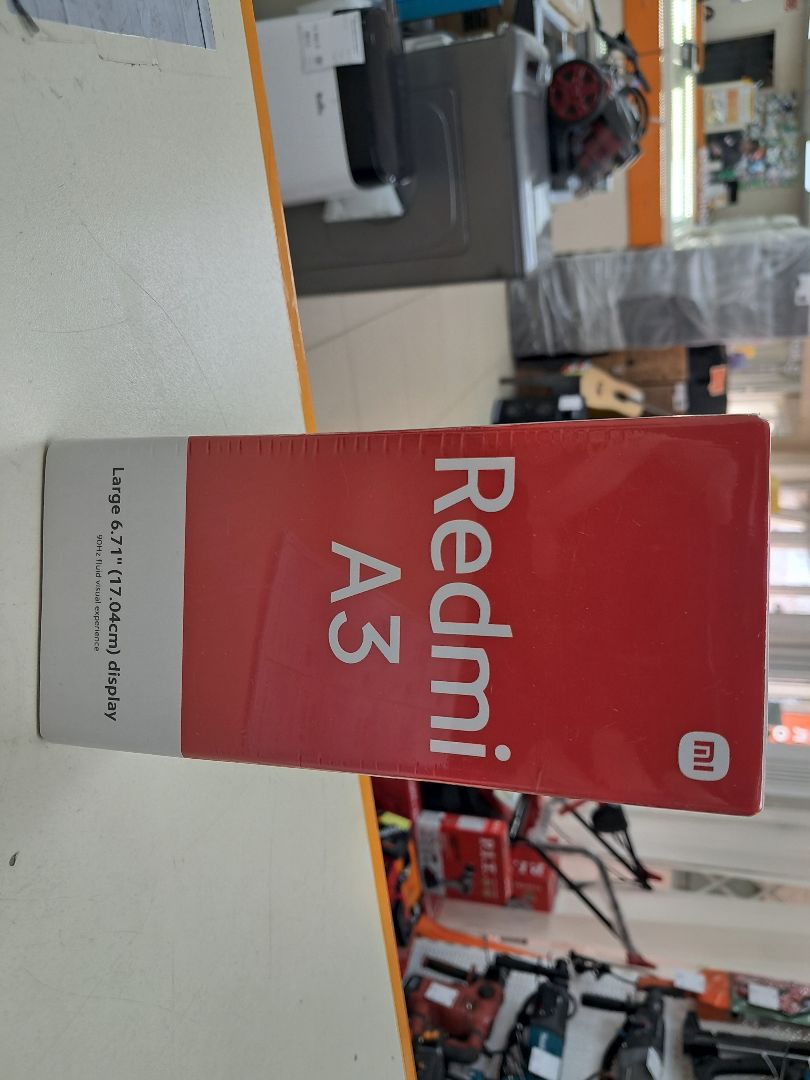 mi
Redmi
A3
Large 6.71" (17.04cm) display
90Hz fluid visual experience